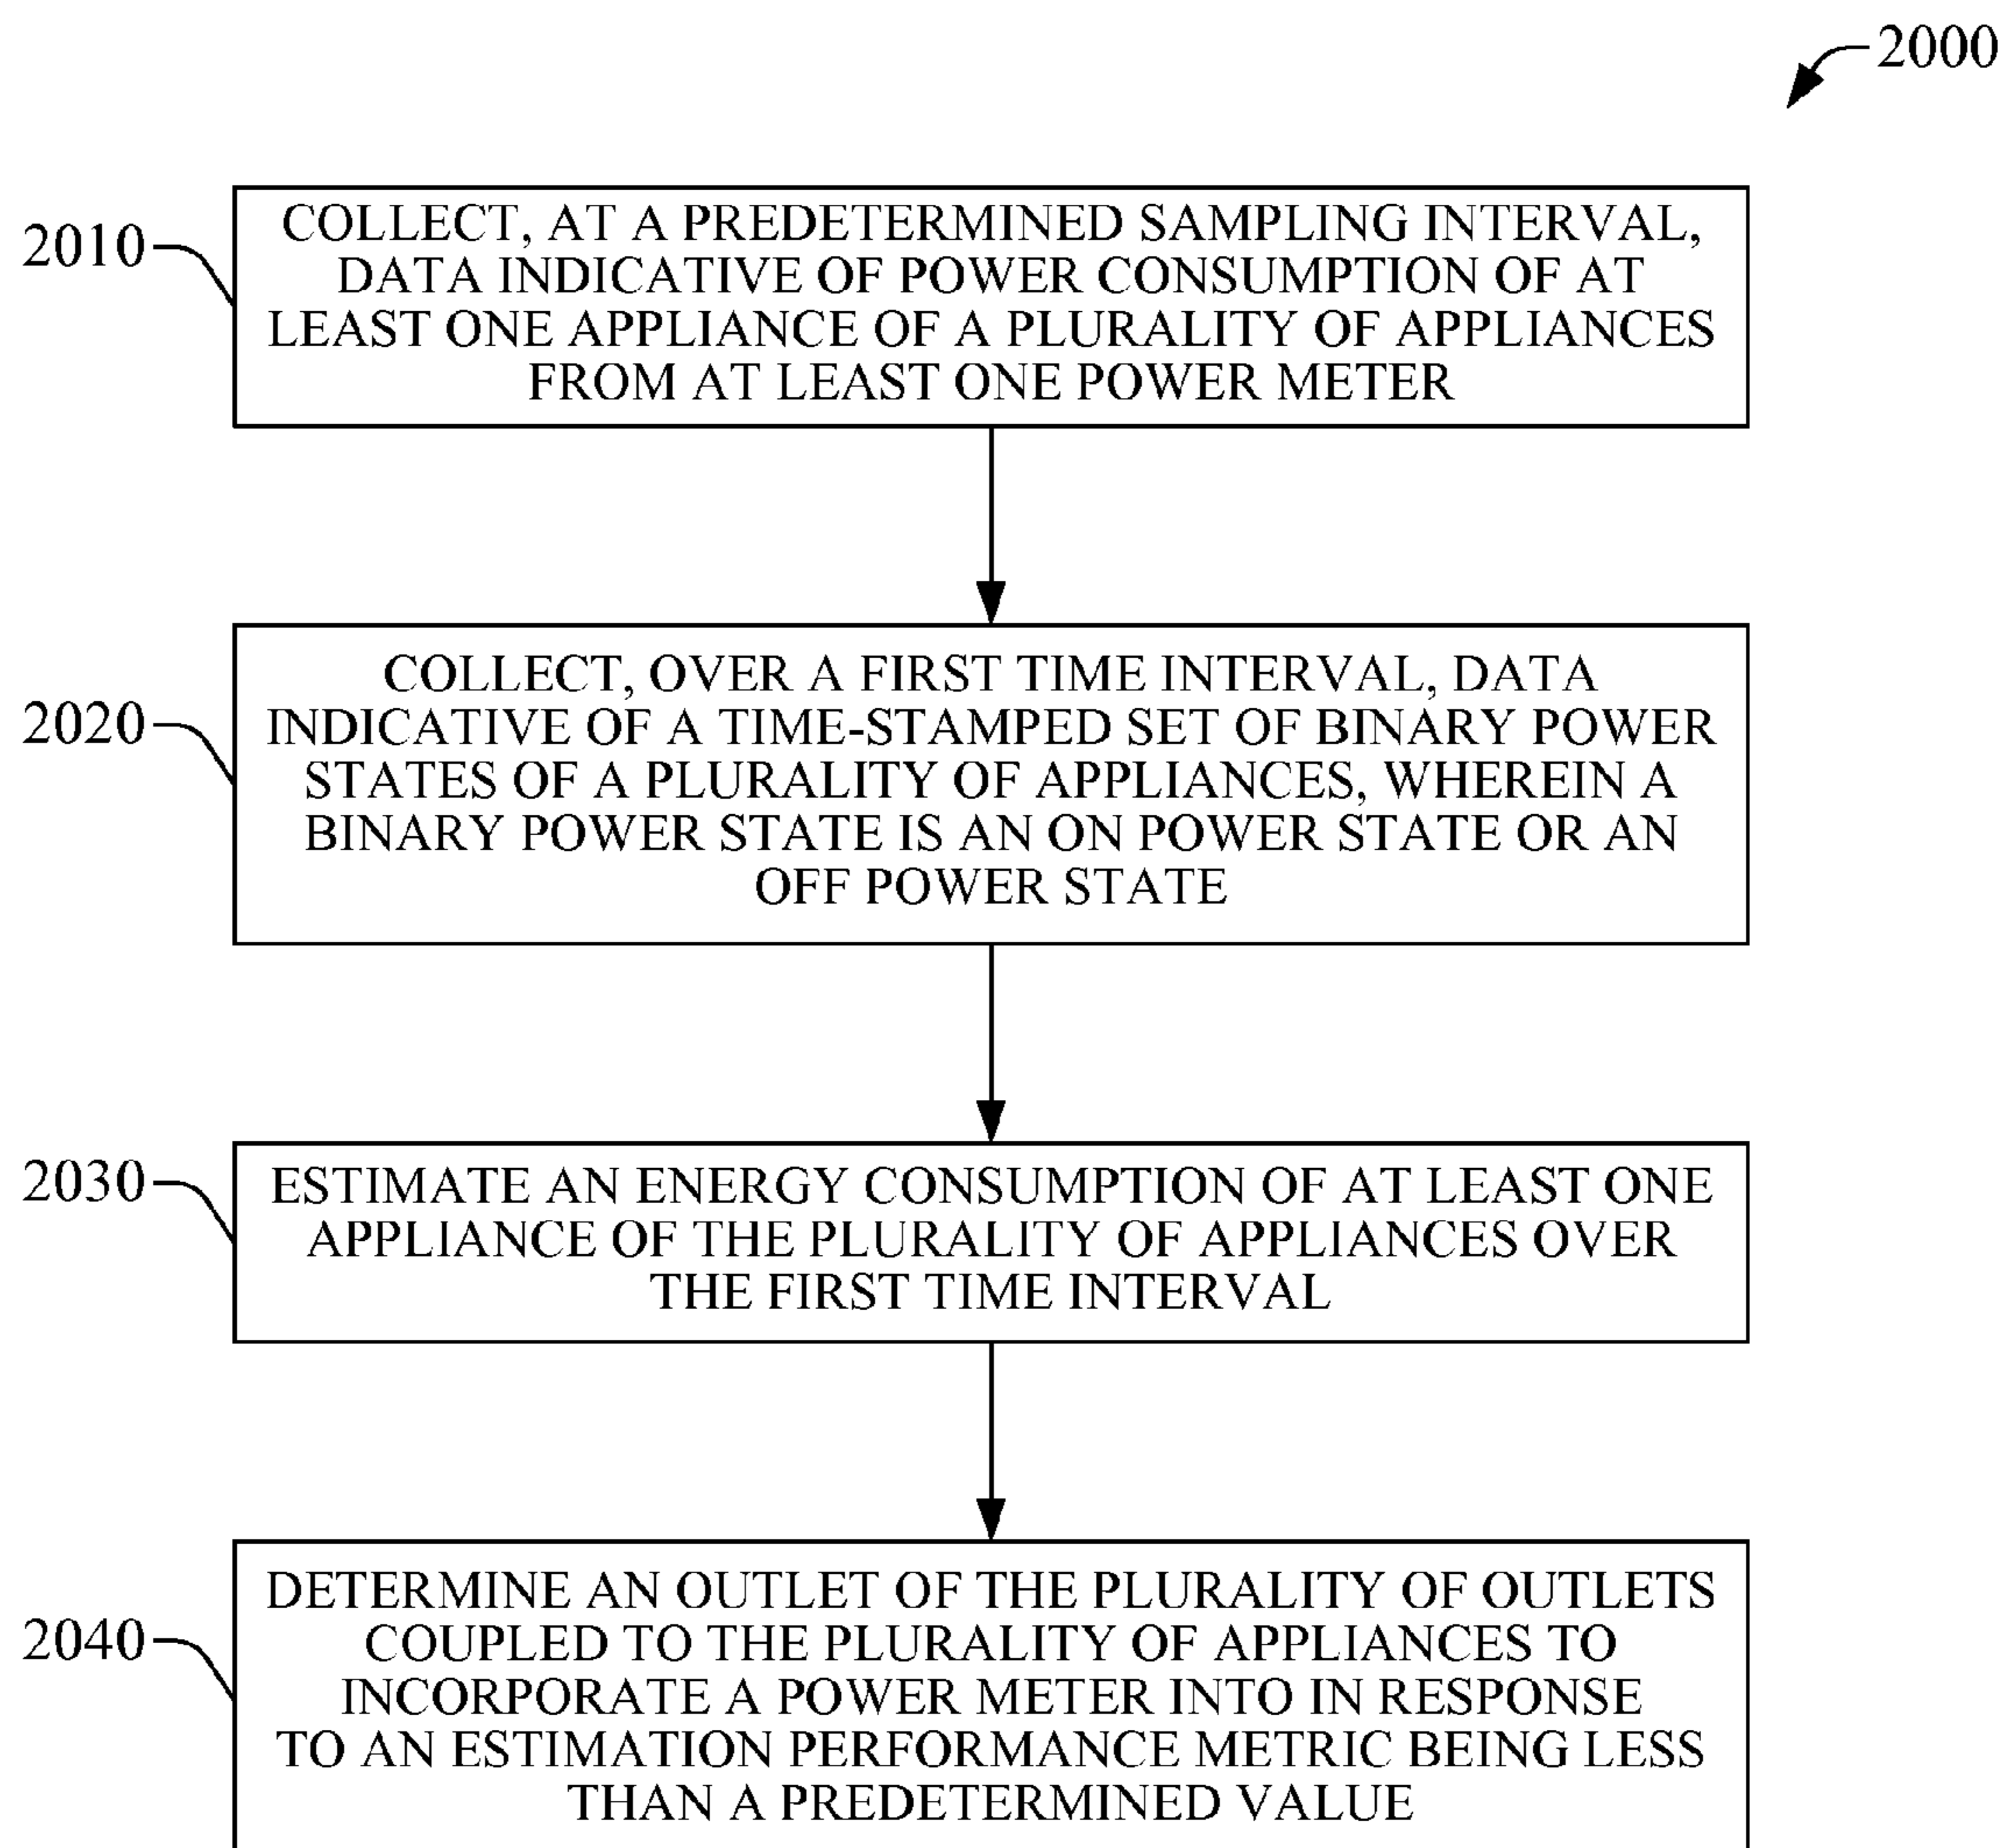 2000
2010
COLLECT, AT A PREDETERMINED SAMPLING INTERVAL,
DATA INDICATIVE OF POWER CONSUMPTION OF AT
LEAST ONE APPLIANCE OF A PLURALITY OF APPLIANCES
FROM AT LEAST ONE POWER METER
2020
COLLECT, OVER A FIRST TIME INTERVAL, DATA
INDICATIVE OF A TIME-STAMPED SET OF BINARY POWER
STATES OF A PLURALITY OF APPLIANCES, WHEREIN A
BINARY POWER STATE IS AN ON POWER STATE OR AN
OFF POWER STATE
2030
ESTIMATE AN ENERGY CONSUMPTION OF AT LEAST ONE
APPLIANCE OF THE PLURALITY OF APPLIANCES OVER
THE FIRST TIME INTERVAL
2040
DETERMINE AN OUTLET OF THE PLURALITY OF OUTLETS
COUPLED TO THE PLURALITY OF APPLIANCES TO
INCORPORATE A POWER METER INTO IN RESPONSE
TO AN ESTIMATION PERFORMANCE METRIC BEING LESS
THAN A PREDETERMINED VALUE